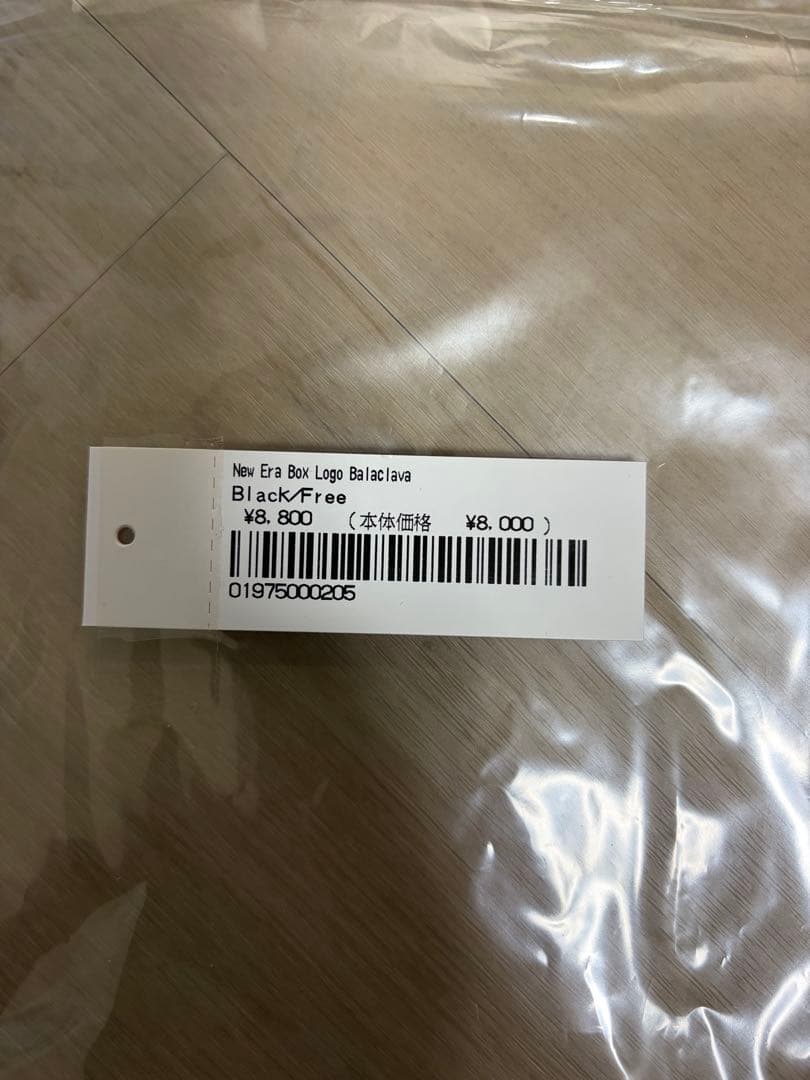 New Era Box Logo Balaclava
Black/Free
¥8,800 (本体価格 ¥8,000)
01975000205